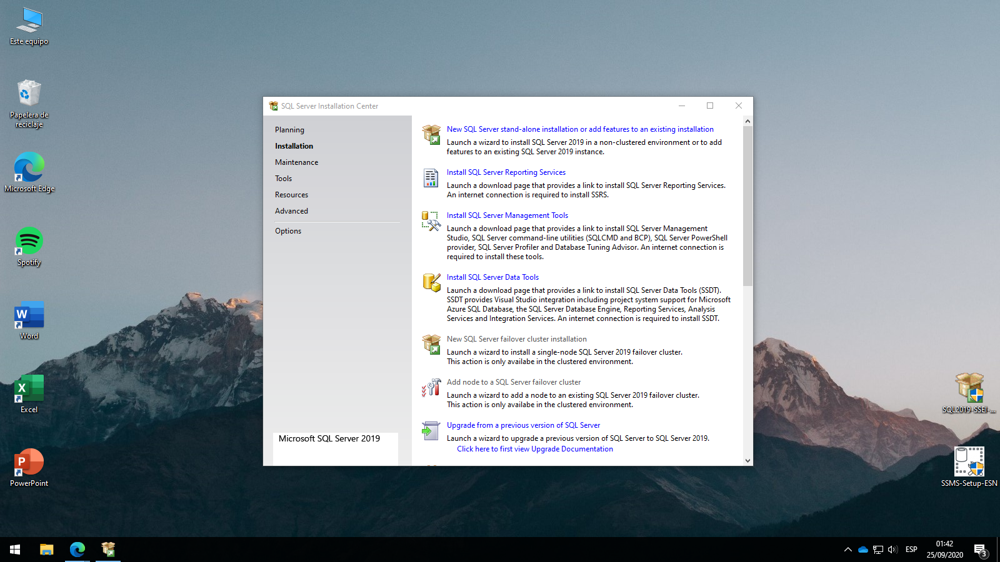 Este equipo
Papelera de
reciclaje
Microsoft Edge
Spotify
Word
Excel
PowerPoint
SQL Server Installation Center
Planning
Installation
Maintenance
Tools
Resources
Advanced
Options
Microsoft SQL Server 2019
New SQL Server stand-alone installation or add features to an existing installation
Launch a wizard to install SQL Server 2019 in a non-clustered environment or to add
features to an existing SQL Server 2019 instance.
Install SQL Server Reporting Services
Launch a download page that provides a link to install SQL Server Reporting Services.
An internet connection is required to install SSRS.
Install SQL Server Management Tools
Launch a download page that provides a link to install SQL Server Management
Studio, SQL Server command-line utilities (SQLCMD and BCP), SQL Server PowerShell
provider, SQL Server Profiler and Database Tuning Advisor. An internet connection is
required to install these tools.
Install SQL Server Data Tools
Launch a download page that provides a link to install SQL Server Data Tools (SSDT).
SSDT provides Visual Studio integration including project system support for Microsoft
Azure SQL Database, the SQL Server Database Engine, Reporting Services, Analysis
Services and Integration Services. An internet connection is required to install SSDT.
New SQL Server failover cluster installation
Launch a wizard to install a single-node SQL Server 2019 failover cluster.
This action is only availabe in the clustered environment.
Add node to a SQL Server failover cluster
Launch a wizard to add a node to an existing SQL Server 2019 failover cluster.
This action is only availabe in the clustered environment.
Upgrade from a previous version of SQL Server
Launch a wizard to upgrade a previous version of SQL Server to SQL Server 2019.
Click here to first view Upgrade Documentation
SQL2019-SSEI-...
SSMS-Setup-ESN
ESP
01:42
25/09/2020
3